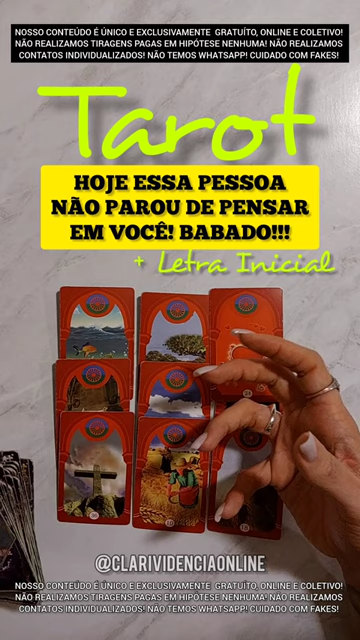 NOSSO CONTEÚDO É ÚNICO E EXCLUSIVAMENTE GRATUÍTO, ONLINE E COLETIVO!
NÃO REALIZAMOS TIRAGENS PAGAS EM HIPÓTESE NENHUMA! NÃO REALIZAMOS
CONTATOS INDIVIDUALIZADOS! NÃO TEMOS WHATSAPP! CUIDADO COM FAKES!
Tarot
HOJE ESSA PESSOA
NÃO PAROU DE PENSAR
EM VOCÊ! BABADO!!!
+ Letra Inicial
@CLARIVIDENCIAONLINE
NOSSO CONTEÚDO É ÚNICO E EXCLUSIVAMENTE GRATUÍTO, ONLINE E COLETIVO!
NÃO REALIZAMOS TIRAGENS PAGAS EM HIPÓTESE NENHUMA! NÃO REALIZAMOS
CONTATOS INDIVIDUALIZADOS! NÃO TEMOS WHATSAPP! CUIDADO COM FAKES!